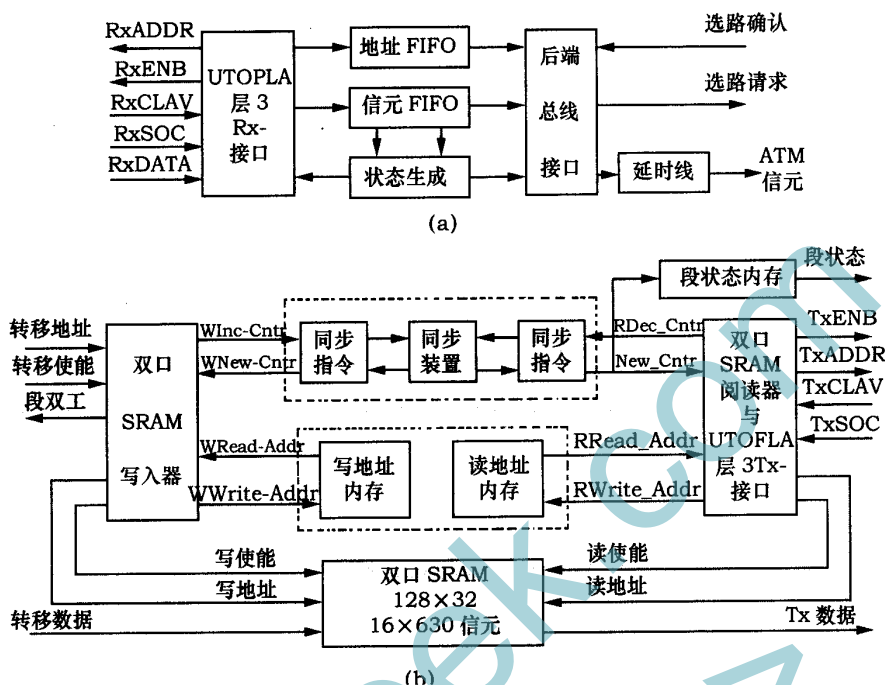 RxADDR
RxENB
RxCLAV
RxSOC
RxDATA
UTOPLA
层 3
Rx-
接口
地址 FIFO
信元 FIFO
状态生成
后端
总线
接口
选路确认
选路请求
延时线
ATM
信元
(a)
转移地址
转移使能
段双工
双口
SRAM
写入器
WInc-Cntr
WNew-Cntr
同步
指令
同步
装置
同步
指令
RDec_Cntr
New_Cntr
段状态内存
段状态
双口
SRAM
阅读器
与
UTOFLA
层 3Tx-
接口
TxENB
TxADDR
TxCLAV
TxSOC
WRead-Addr
WWrite-Addr
写地址
内存
读地址
内存
RRead_Addr
RWrite_Addr
写使能
写地址
转移数据
双口 SRAM
128×32
16×630 信元
读使能
读地址
Tx 数据
(b)